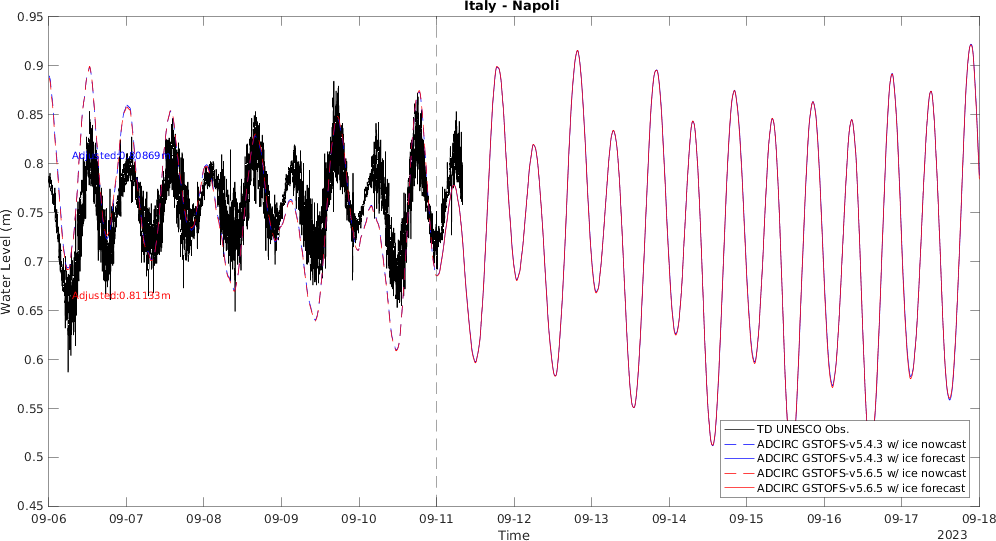 Italy - Napoli
0.95
0.9
0.85
0.8
0.75
0.7
0.65
0.6
0.55
0.5
0.45
Water Level (m)
Adjusted:0.80869m
Adjusted:0.81133m
TD UNESCO Obs.
ADCIRC GSTOFS-v5.4.3 w/ ice nowcast
ADCIRC GSTOFS-v5.4.3 w/ ice forecast
ADCIRC GSTOFS-v5.6.5 w/ ice nowcast
ADCIRC GSTOFS-v5.6.5 w/ ice forecast
09-06 09-07 09-08 09-09 09-10 09-11 09-12 09-13 09-14 09-15 09-16 09-17 09-18
Time
2023